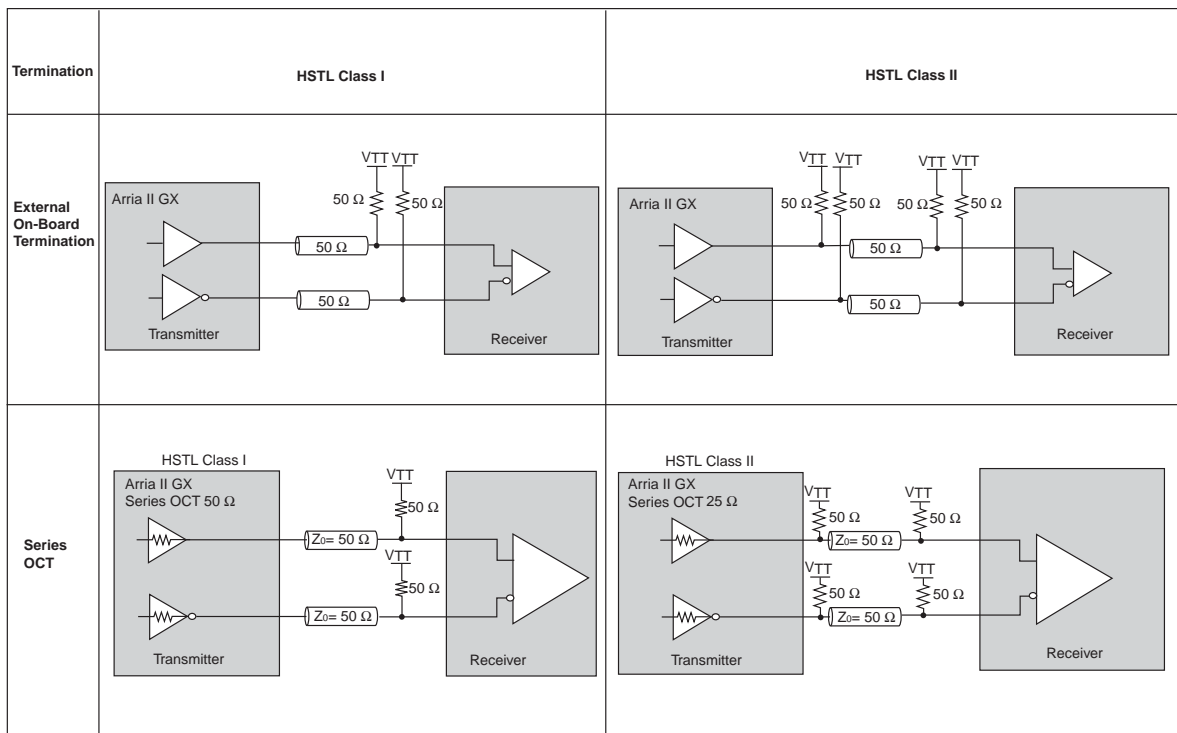 Termination
HSTL Class I
HSTL Class II
External
On-Board
Termination
Arria II GX
VTT VTT
50 Ω
50 Ω
50 Ω
50 Ω
Transmitter
Receiver
Arria II GX
VTT VTT
50 Ω
50 Ω
VTT VTT
50 Ω
50 Ω
50 Ω
50 Ω
Transmitter
Receiver
Series
OCT
HSTL Class I
Arria II GX
Series OCT 50 Ω
VTT
50 Ω
Z0= 50 Ω
VTT
50 Ω
Z0= 50 Ω
Transmitter
Receiver
HSTL Class II
Arria II GX
Series OCT 25 Ω
VTT
50 Ω
VTT
50 Ω
Z0= 50 Ω
VTT
50 Ω
VTT
50 Ω
Z0= 50 Ω
Transmitter
Receiver